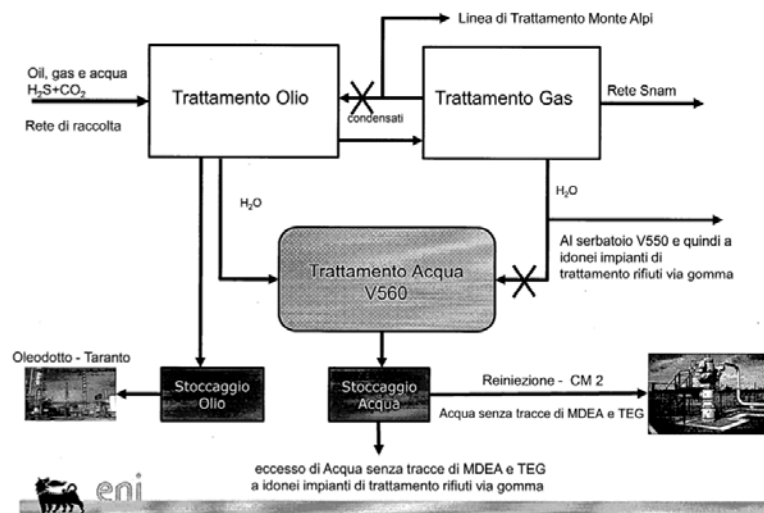 Linea di Trattamento Monte Alpi
Oil, gas e acqua
H₂S+CO₂
Rete di raccolta
Trattamento Olio
condensati
Trattamento Gas
Rete Snam
H₂O
H₂O
Al serbatoio V550 e quindi a
idonei impianti di
trattamento rifiuti via gomma
Trattamento Acqua
V560
Oleodotto - Taranto
Stoccaggio
Olio
Stoccaggio
Acqua
Reiniezione - CM 2
Acqua senza tracce di MDEA e TEG
eccesso di Acqua senza tracce di MDEA e TEG
a idonei impianti di trattamento rifiuti via gomma
eni